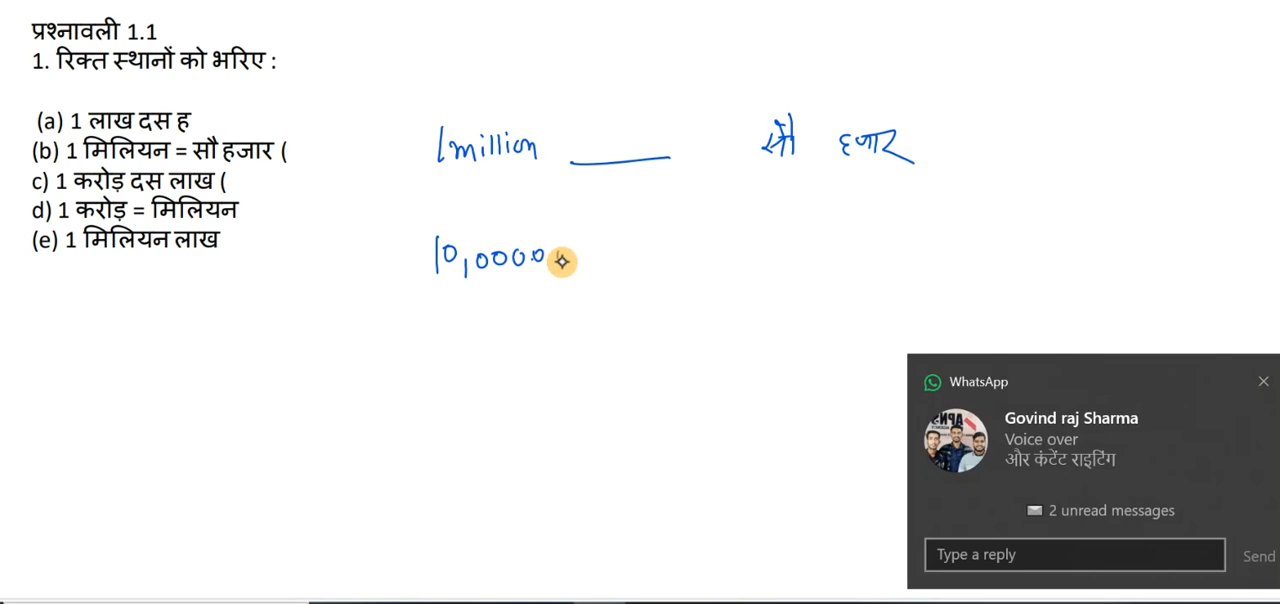 प्रश्नावली 1.1
1. रिक्त स्थानों को भरिए :
(a) 1 लाख दस ह
(b) 1 मिलियन = सौ हजार (
c) 1 करोड़ दस लाख (
d) 1 करोड़ = मिलियन
(e) 1 मिलियन लाख
1 million ______ सौ हजार
10,0000
WhatsApp
Govind raj Sharma
Voice over
और कंटेंट राइटिंग
2 unread messages
Type a reply
Send